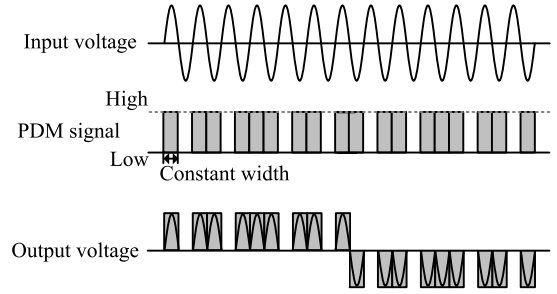 Input voltage
High
PDM signal
Low
Constant width
Output voltage